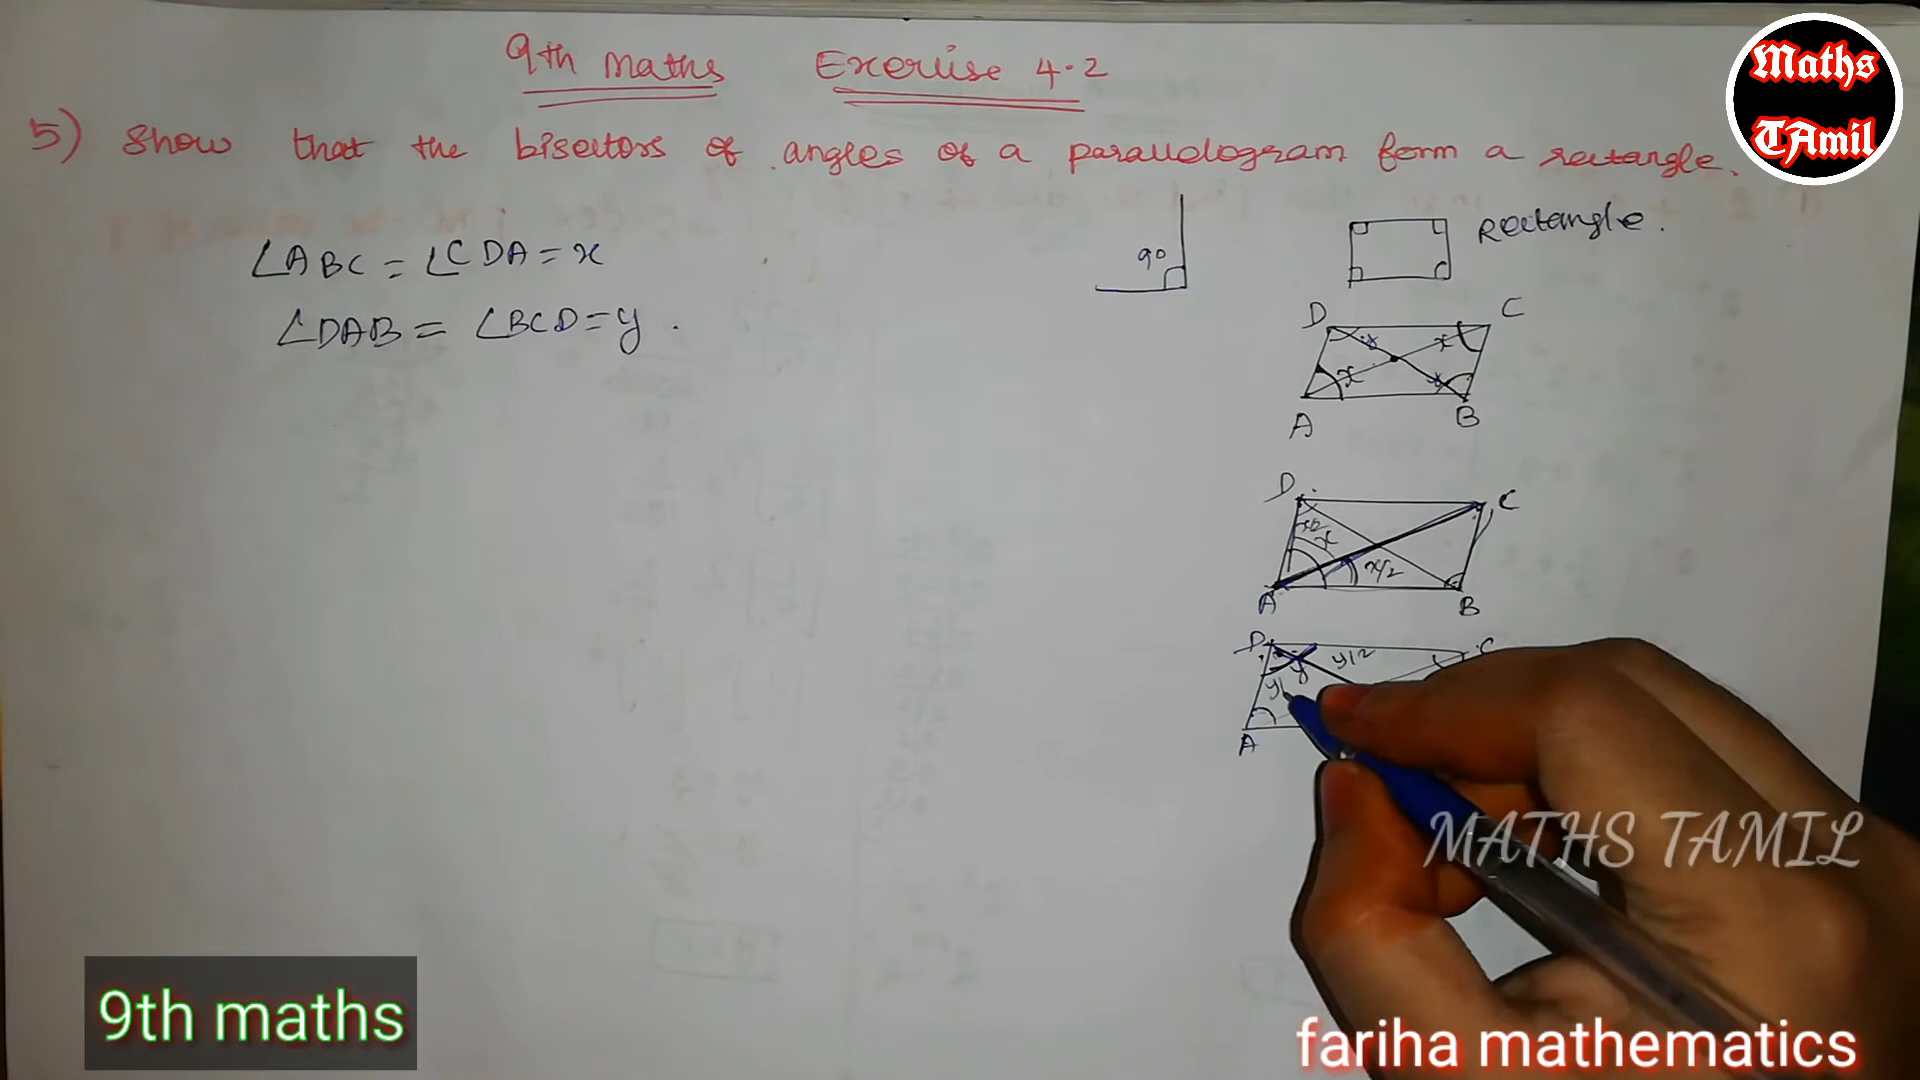 9th maths Exercise 4.2
5) Show that the bisectors of angles of a parallelogram form a rectangle.
∠ABC = ∠CDA = x
∠DAB = ∠BCD = y.
90
Rectangle.
D C
y x
x y
A B
D C
x/2
x
x/2
A B
D C
y/2
y
y/
A
Maths
TAmil
MATHS TAMIL
9th maths
fariha mathematics